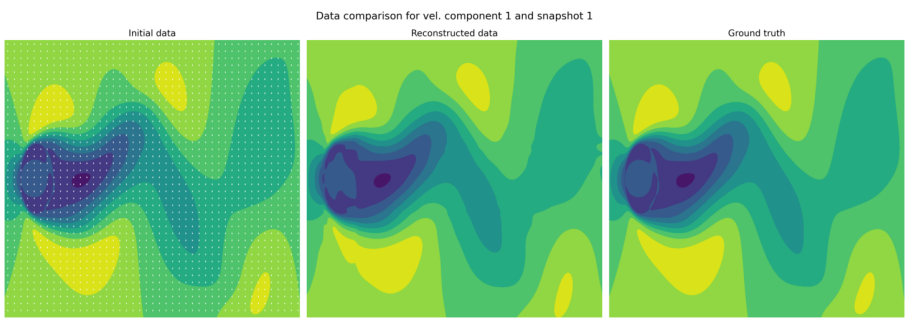 Data comparison for vel. component 1 and snapshot 1
Initial data
Reconstructed data
Ground truth